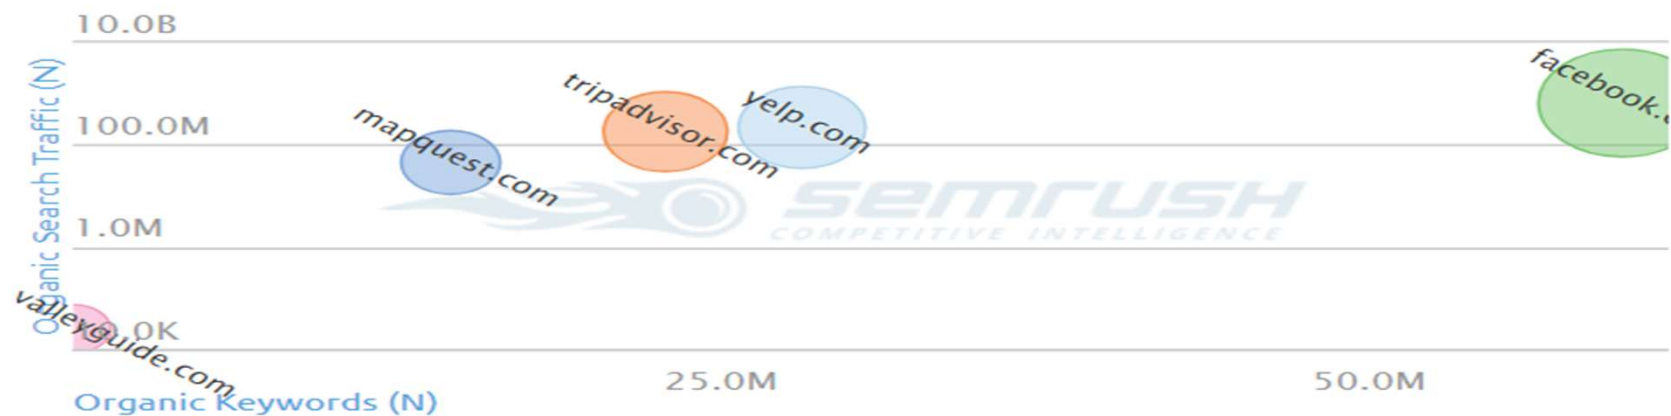 10.0B
facebook.
tripadvisor.com
yelp.com
mapquest.com
100.0M
Organic Search Traffic (N)
semrush
COMPETITIVE INTELLIGENCE
1.0M
valleyguide.com
0.0K
25.0M
50.0M
Organic Keywords (N)